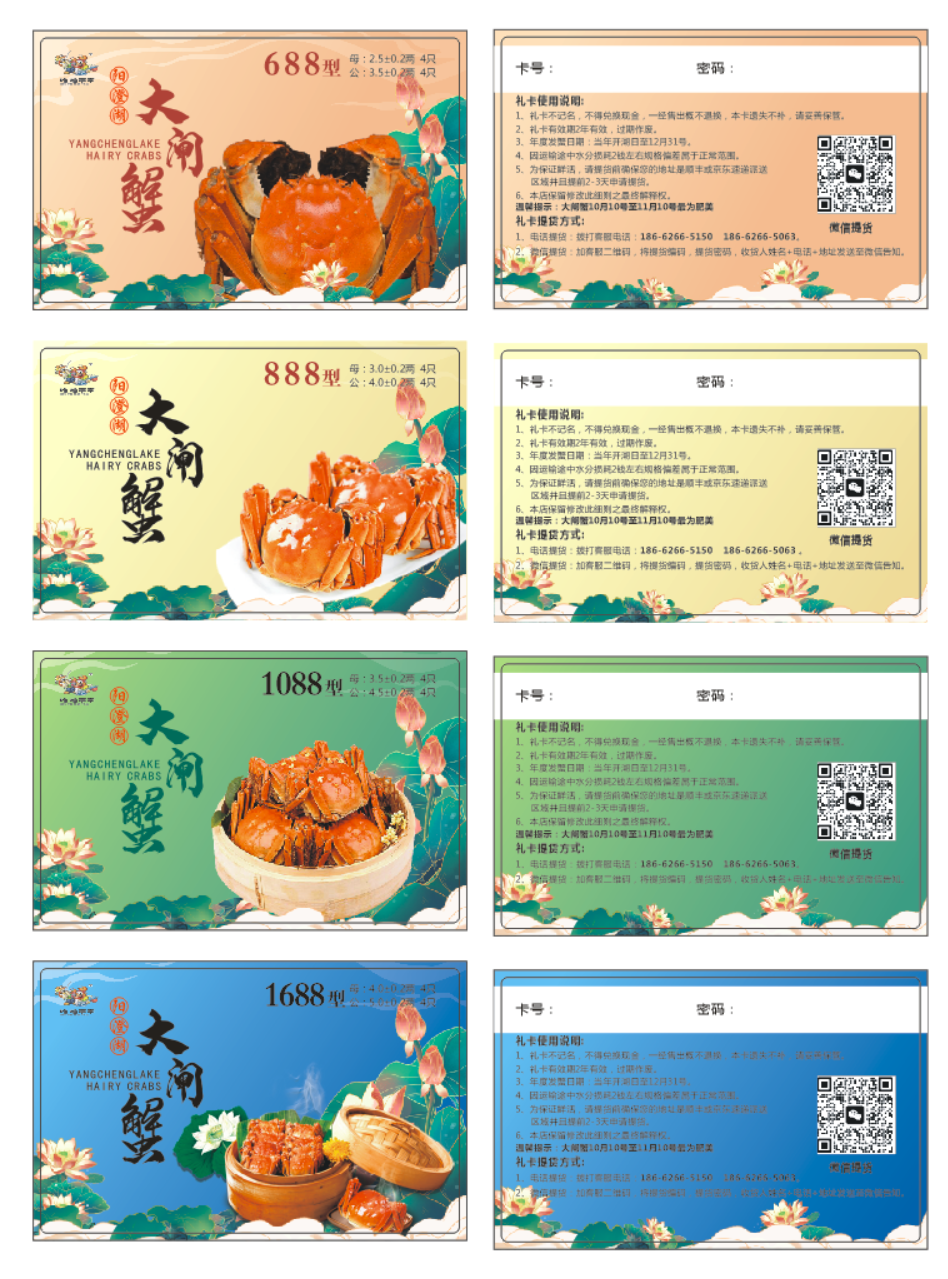 688型
母：2.5±0.2两 4只
公：3.5±0.2两 4只
阳澄湖
大闸蟹
YANGCHENGLAKE
HAIRY CRABS
卡号： 密码：
礼卡使用说明:
1、礼卡不记名，不得兑换现金，一经售出概不退换，本卡遗失不补，请妥善保管。
2、礼卡有效期2年有效，过期作废。
3、年度发蟹日期：当年开湖日至12月31号。
4、因运输途中水分损耗2钱左右规格偏差属于正常范围。
5、为保证鲜活，请提货前确保您的地址是顺丰或京东速递派送
区域并且提前2-3天申请提货。
6、本店保留修改此细则之最终解释权。
温馨提示：大闸蟹10月10号至11月10号最为肥美
礼卡提货方式:
1、电话提货：拨打客服电话：186-6266-5150 186-6266-5063。
2、微信提货：加客服二维码，将提货编码，提货密码，收货人姓名+电话+地址发送至微信告知。
微信提货
888型
母：3.0±0.2两 4只
公：4.0±0.2两 4只
阳澄湖
大闸蟹
YANGCHENGLAKE
HAIRY CRABS
卡号： 密码：
礼卡使用说明:
1、礼卡不记名，不得兑换现金，一经售出概不退换，本卡遗失不补，请妥善保管。
2、礼卡有效期2年有效，过期作废。
3、年度发蟹日期：当年开湖日至12月31号。
4、因运输途中水分损耗2钱左右规格偏差属于正常范围。
5、为保证鲜活，请提货前确保您的地址是顺丰或京东速递派送
区域并且提前2-3天申请提货。
6、本店保留修改此细则之最终解释权。
温馨提示：大闸蟹10月10号至11月10号最为肥美
礼卡提货方式:
1、电话提货：拨打客服电话：186-6266-5150 186-6266-5063 。
2、微信提货：加客服二维码，将提货编码，提货密码，收货人姓名+电话+地址发送至微信告知。
微信提货
1088型
母：3.5±0.2两 4只
公：4.5±0.2两 4只
阳澄湖
大闸蟹
YANGCHENGLAKE
HAIRY CRABS
卡号： 密码：
礼卡使用说明:
1、礼卡不记名，不得兑换现金，一经售出概不退换，本卡遗失不补，请妥善保管。
2、礼卡有效期2年有效，过期作废。
3、年度发蟹日期：当年开湖日至12月31号。
4、因运输途中水分损耗2钱左右规格偏差属于正常范围。
5、为保证鲜活，请提货前确保您的地址是顺丰或京东速递派送
区域并且提前2-3天申请提货。
6、本店保留修改此细则之最终解释权。
温馨提示：大闸蟹10月10号至11月10号最为肥美
礼卡提货方式:
1、电话提货：拨打客服电话：186-6266-5150 186-6266-5063。
2、微信提货：加客服二维码，将提货编码，提货密码，收货人姓名+电话+地址发送至微信告知。
微信提货
1688型
母：4.0±0.2两 4只
公：5.0±0.2两 4只
阳澄湖
大闸蟹
YANGCHENGLAKE
HAIRY CRABS
卡号： 密码：
礼卡使用说明:
1、礼卡不记名，不得兑换现金，一经售出概不退换，本卡遗失不补，请妥善保管。
2、礼卡有效期2年有效，过期作废。
3、年度发蟹日期：当年开湖日至12月31号。
4、因运输途中水分损耗2钱左右规格偏差属于正常范围。
5、为保证鲜活，请提货前确保您的地址是顺丰或京东速递派送
区域并且提前2-3天申请提货。
6、本店保留修改此细则之最终解释权。
温馨提示：大闸蟹10月10号至11月10号最为肥美
礼卡提货方式:
1、电话提货：拨打客服电话：186-6266-5150 186-6266-5063。
2、微信提货：加客服二维码，将提货编码，提货密码，收货人姓名+电话+地址发送至微信告知。
微信提货